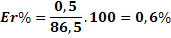 Er% = 0,5/86,5 .100 = 0,6%